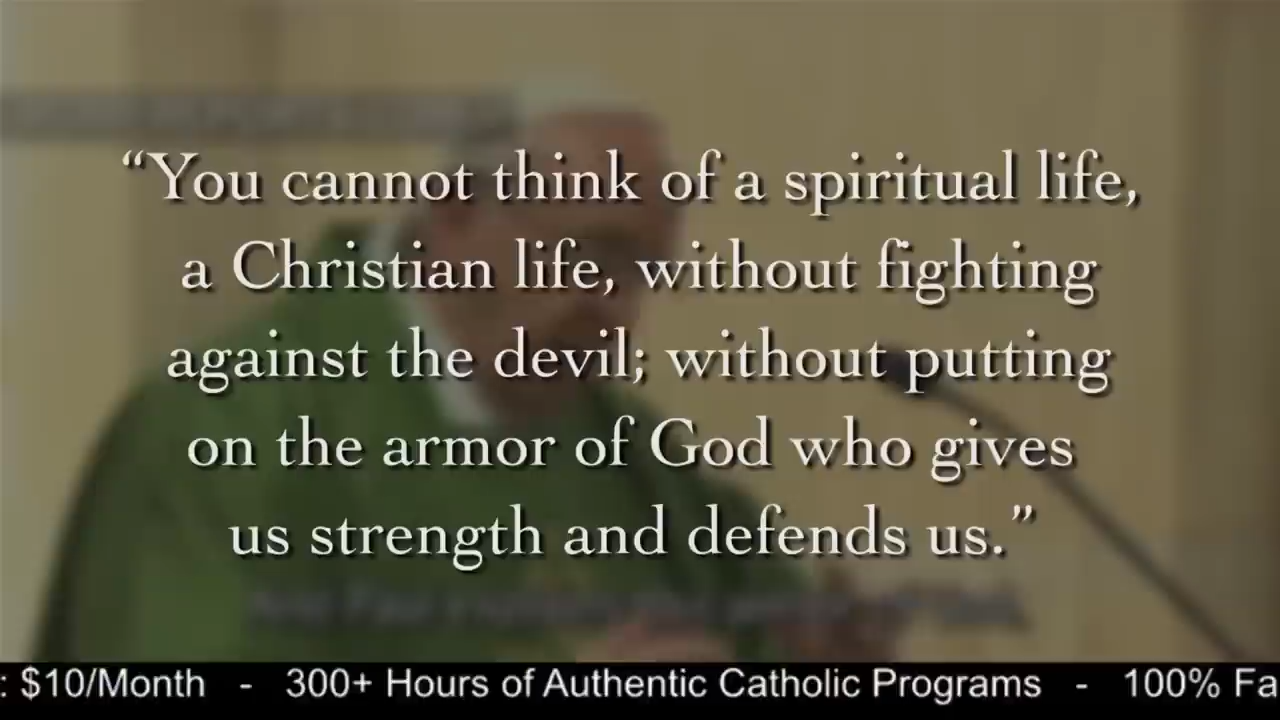 “You cannot think of a spiritual life,
a Christian life, without fighting
against the devil; without putting
on the armor of God who gives
us strength and defends us.”
: $10/Month - 300+ Hours of Authentic Catholic Programs - 100% Fa